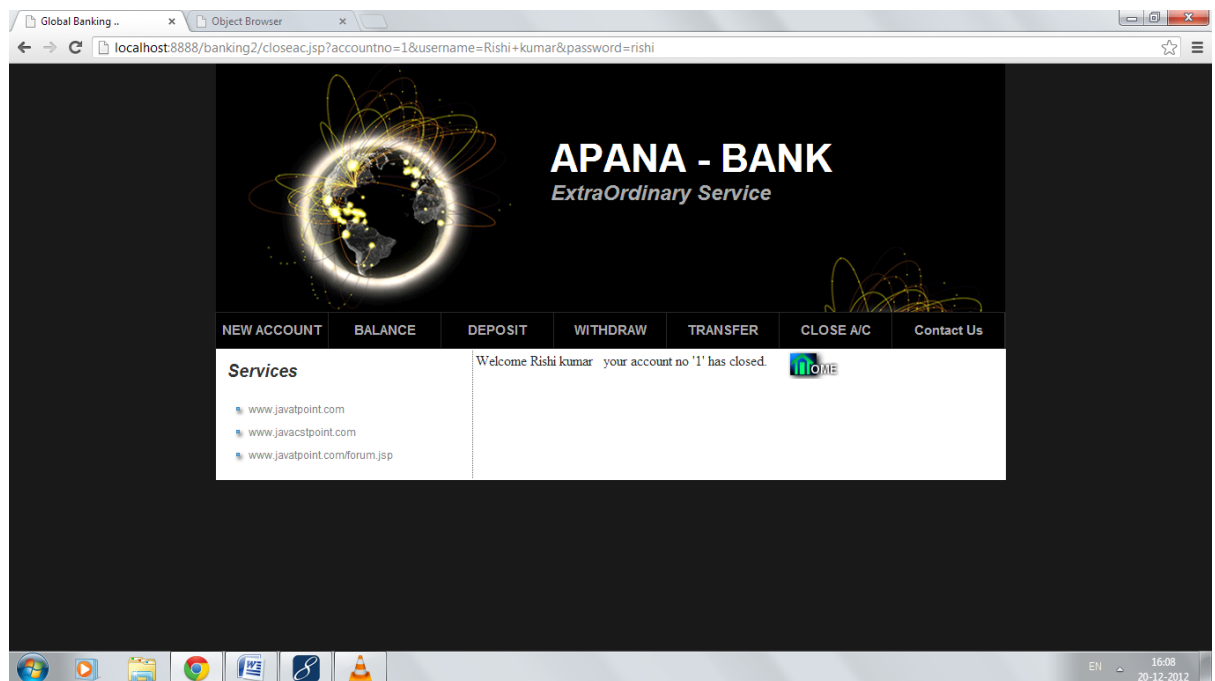 Global Banking ..
Object Browser
localhost:8888/banking2/closeac.jsp?accountno=1&username=Rishi+kumar&password=rishi
APANA - BANK
ExtraOrdinary Service
NEW ACCOUNT BALANCE DEPOSIT WITHDRAW TRANSFER CLOSE A/C Contact Us
Services
Welcome Rishi kumar your account no '1' has closed.
HOME
www.javatpoint.com
www.javacstpoint.com
www.javatpoint.com/forum.jsp
EN
16:08
20-12-2012